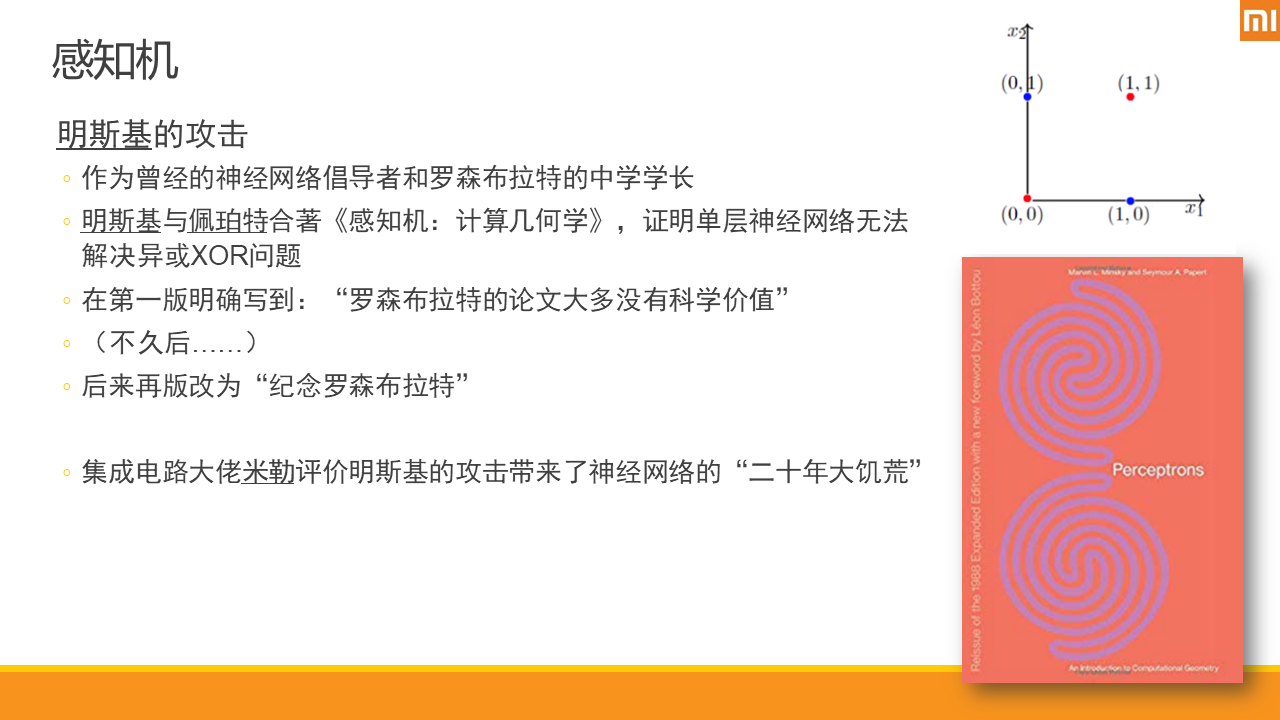 感知机
明斯基的攻击
作为曾经的神经网络倡导者和罗森布拉特的中学学长
明斯基与佩珀特合著《感知机：计算几何学》，证明单层神经网络无法
解决异或XOR问题
在第一版明确写到：“罗森布拉特的论文大多没有科学价值”
（不久后……）
后来再版改为“纪念罗森布拉特”
集成电路大佬米勒评价明斯基的攻击带来了神经网络的“二十年大饥荒”
mi
x2
(0, 1)
(1, 1)
(0, 0)
(1, 0)
x1
Marvin L. Minsky and Seymour A. Papert
Reissue of the 1988 Expanded Edition with a new foreword by Léon Bottou
Perceptrons
An Introduction to Computational Geometry